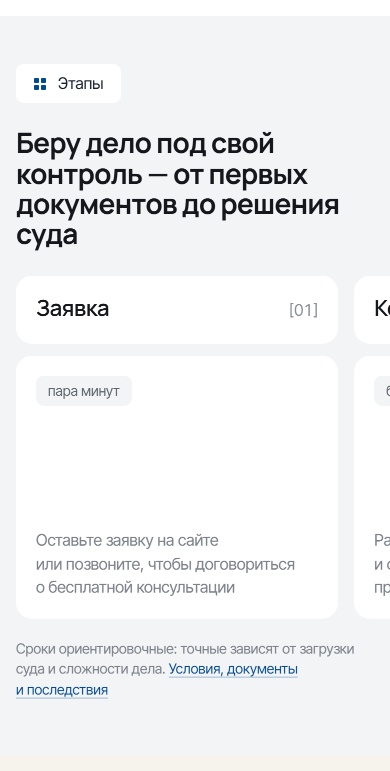 Этапы
Беру дело под свой
контроль — от первых
документов до решения
суда
Заявка
[01]
пара минут
Оставьте заявку на сайте
или позвоните, чтобы договориться
о бесплатной консультации
Сроки ориентировочные: точные зависят от загрузки
суда и сложности дела. Условия, документы
и последствия